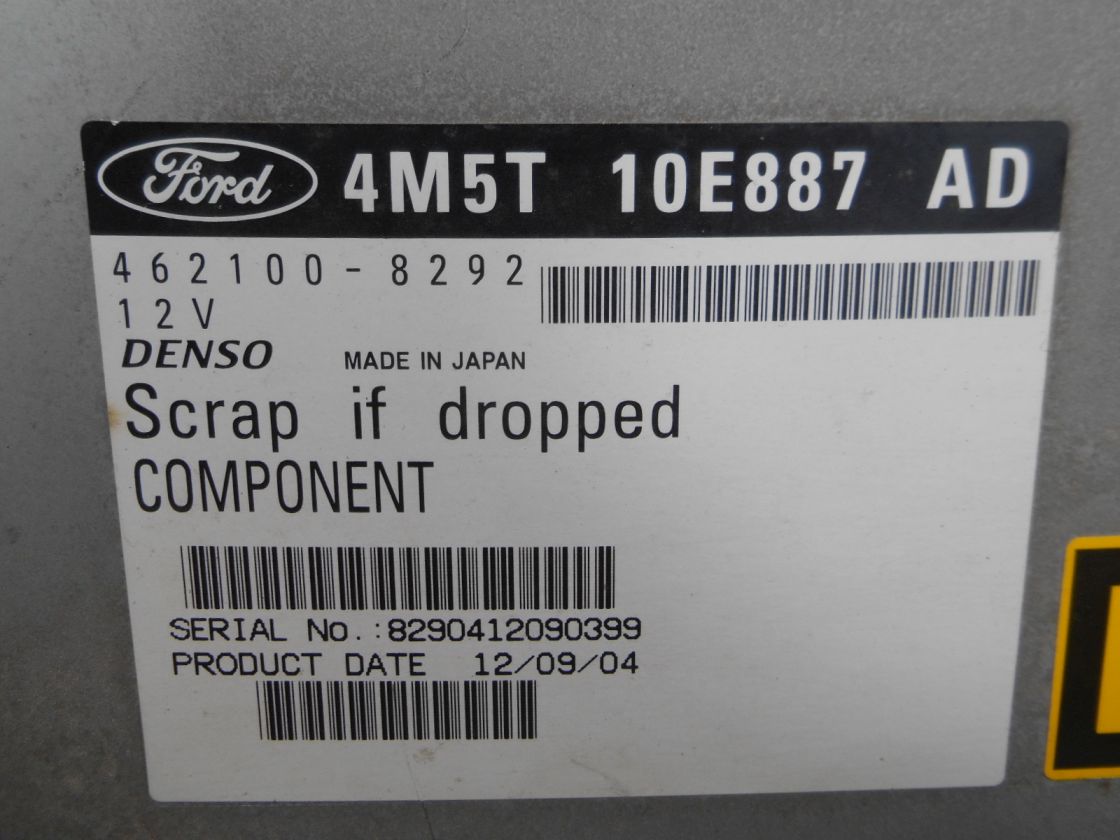 Ford 4M5T 10E887 AD
462100-8292
12V
DENSO MADE IN JAPAN
Scrap if dropped
COMPONENT
SERIAL No.:8290412090399
PRODUCT DATE 12/09/04